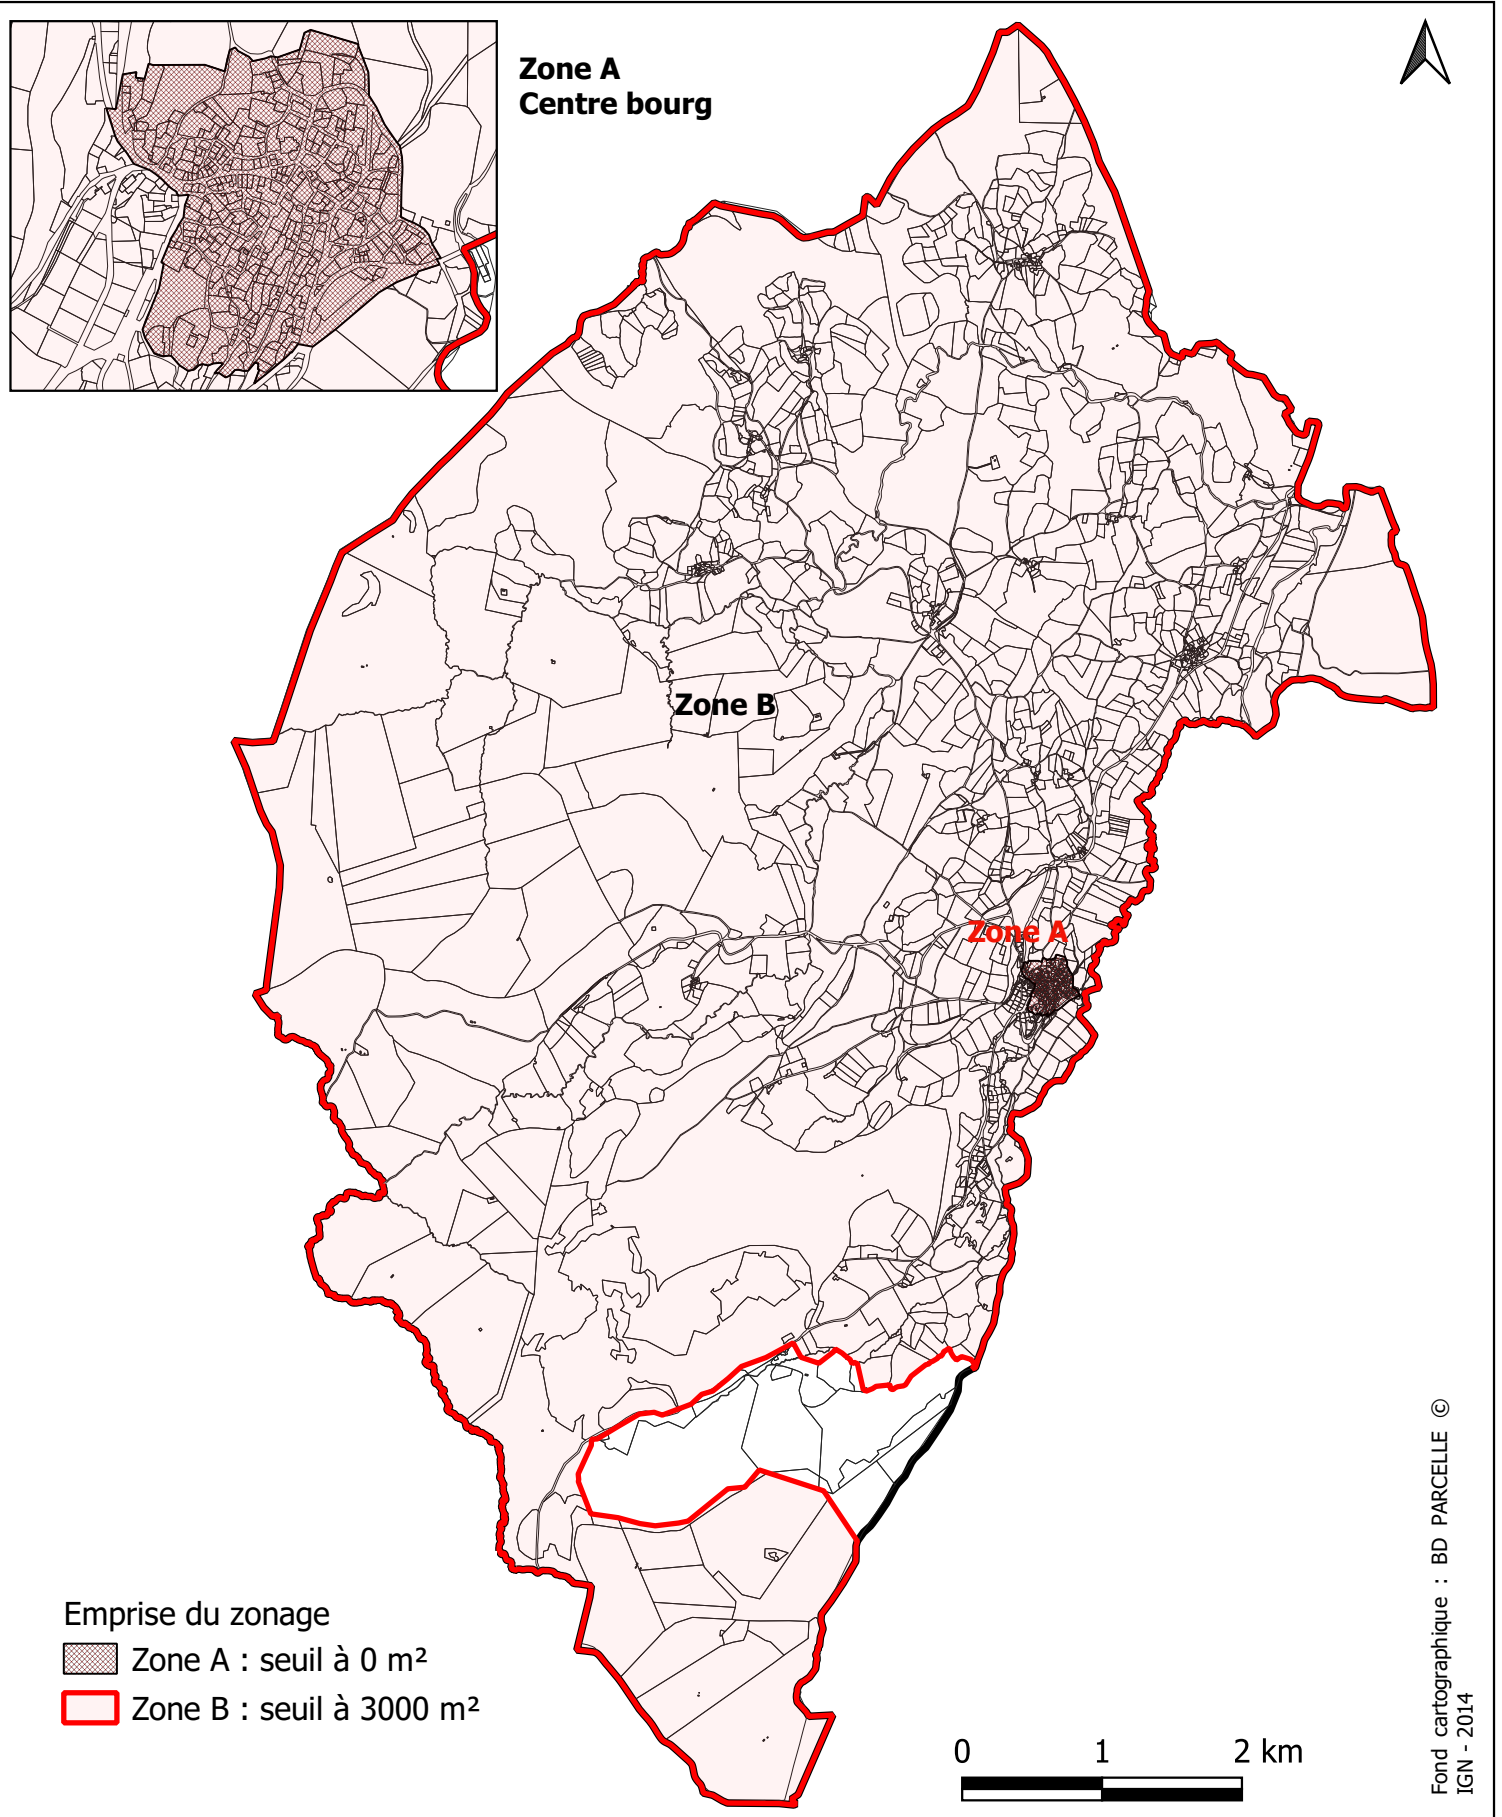 Zone A
Centre bourg
Zone B
Zone A
Emprise du zonage
Zone A : seuil à 0 m²
Zone B : seuil à 3000 m²
0 1 2 km
Fond cartographique : BD PARCELLE ©
IGN - 2014